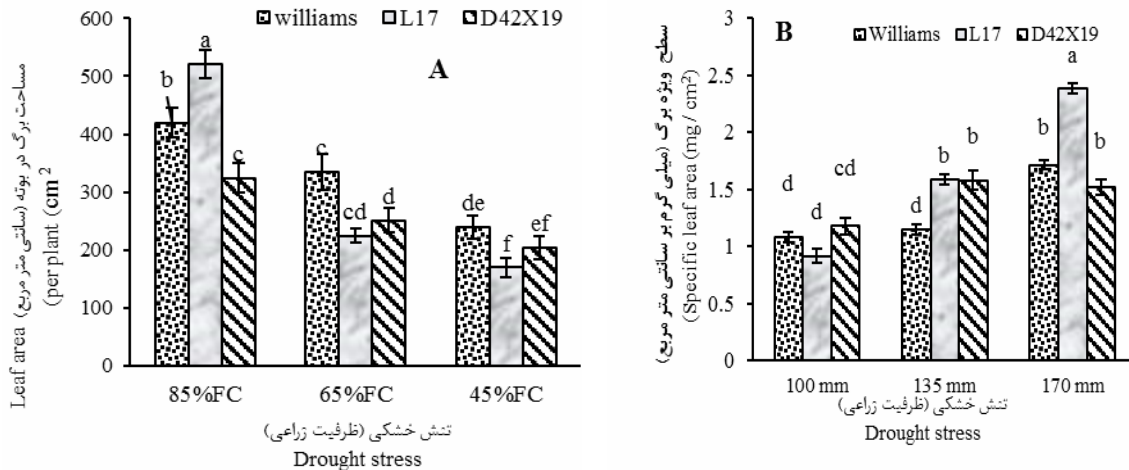 williams L17 D42X19
A
600
500
400
300
200
100
0
b a c
c cd d
de f ef
85%FC 65%FC 45%FC
تنش خشکی (ظرفیت زراعی)
Drought stress
مساحت برگ در بوته (سانتی متر مربع)
Leaf area
(per plant (cm²
B
Williams L17 D42X19
3
2.5
2
1.5
1
0.5
0
d d cd
d b b
b a b
100 mm 135 mm 170 mm
تنش خشکی (ظرفیت زراعی)
Drought stress
سطح ویژه برگ (میلی گرم بر سانتی متر مربع)
(Specific leaf area (mg / cm²)